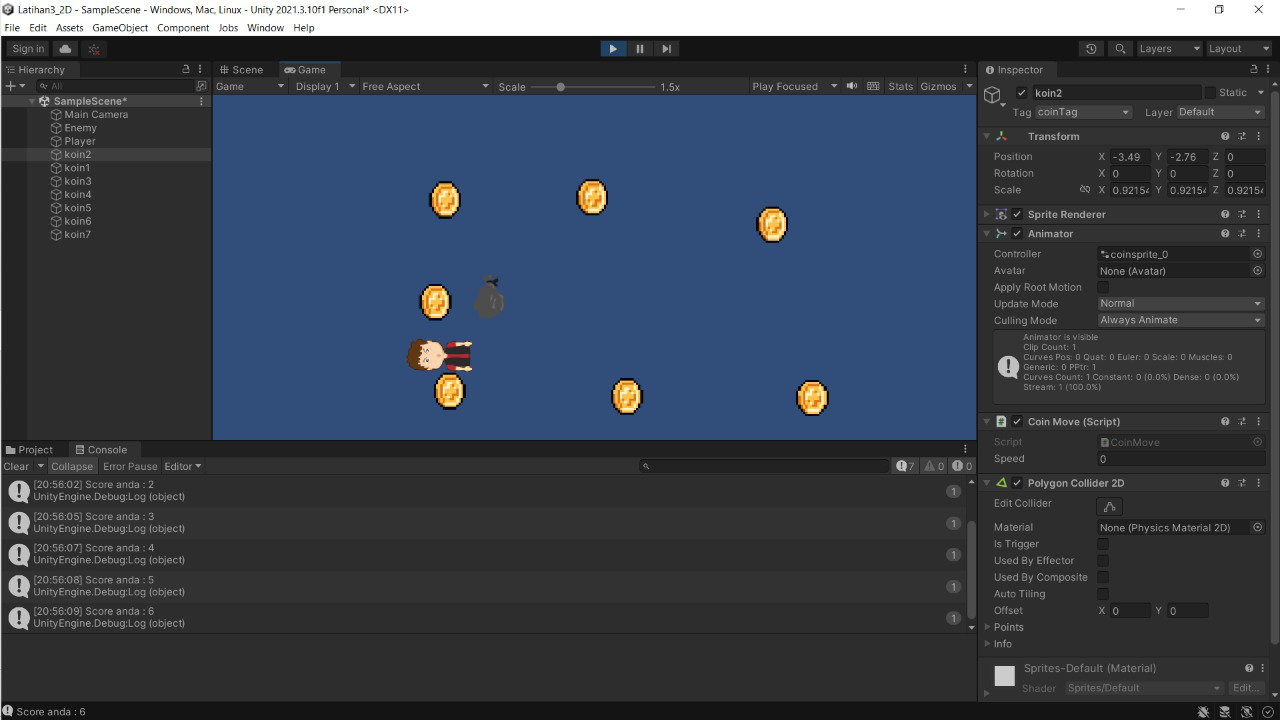 Latihan3_2D - SampleScene - Windows, Mac, Linux - Unity 2021.3.10f1 Personal* <DX11>
File Edit Assets GameObject Component Jobs Window Help
Sign in Layers Layout
Hierarchy
All
SampleScene*
Main Camera
Enemy
Player
koin2
koin1
koin3
koin4
koin5
koin6
koin7
Scene Game
Game Display 1 Free Aspect Scale 1.5x Play Focused Stats Gizmos
Project Console
Clear Collapse Error Pause Editor 7 0 0
[20:56:02] Score anda : 2
UnityEngine.Debug:Log (object) 1
[20:56:05] Score anda : 3
UnityEngine.Debug:Log (object) 1
[20:56:07] Score anda : 4
UnityEngine.Debug:Log (object) 1
[20:56:08] Score anda : 5
UnityEngine.Debug:Log (object) 1
[20:56:09] Score anda : 6
UnityEngine.Debug:Log (object) 1
Score anda : 6
Inspector
koin2 Static
Tag coinTag Layer Default
Transform
Position X -3.49 Y -2.76 Z 0
Rotation X 0 Y 0 Z 0
Scale X 0.92154 Y 0.92154 Z 0.92154
Sprite Renderer
Animator
Controller coinsprite_0
Avatar None (Avatar)
Apply Root Motion
Update Mode Normal
Culling Mode Always Animate
Animator is visible
Clip Count: 1
Curves Pos: 0 Quat: 0 Euler: 0 Scale: 0 Muscles: 0
Generic: 0 PPtr: 1
Curves Count: 1 Constant: 0 (0.0%) Dense: 0 (0.0%)
Stream: 1 (100.0%)
Coin Move (Script)
Script CoinMove
Speed 0
Polygon Collider 2D
Edit Collider
Material None (Physics Material 2D)
Is Trigger
Used By Effector
Used By Composite
Auto Tiling
Offset X 0 Y 0
Points
Info
Sprites-Default (Material)
Shader Sprites/Default Edit...